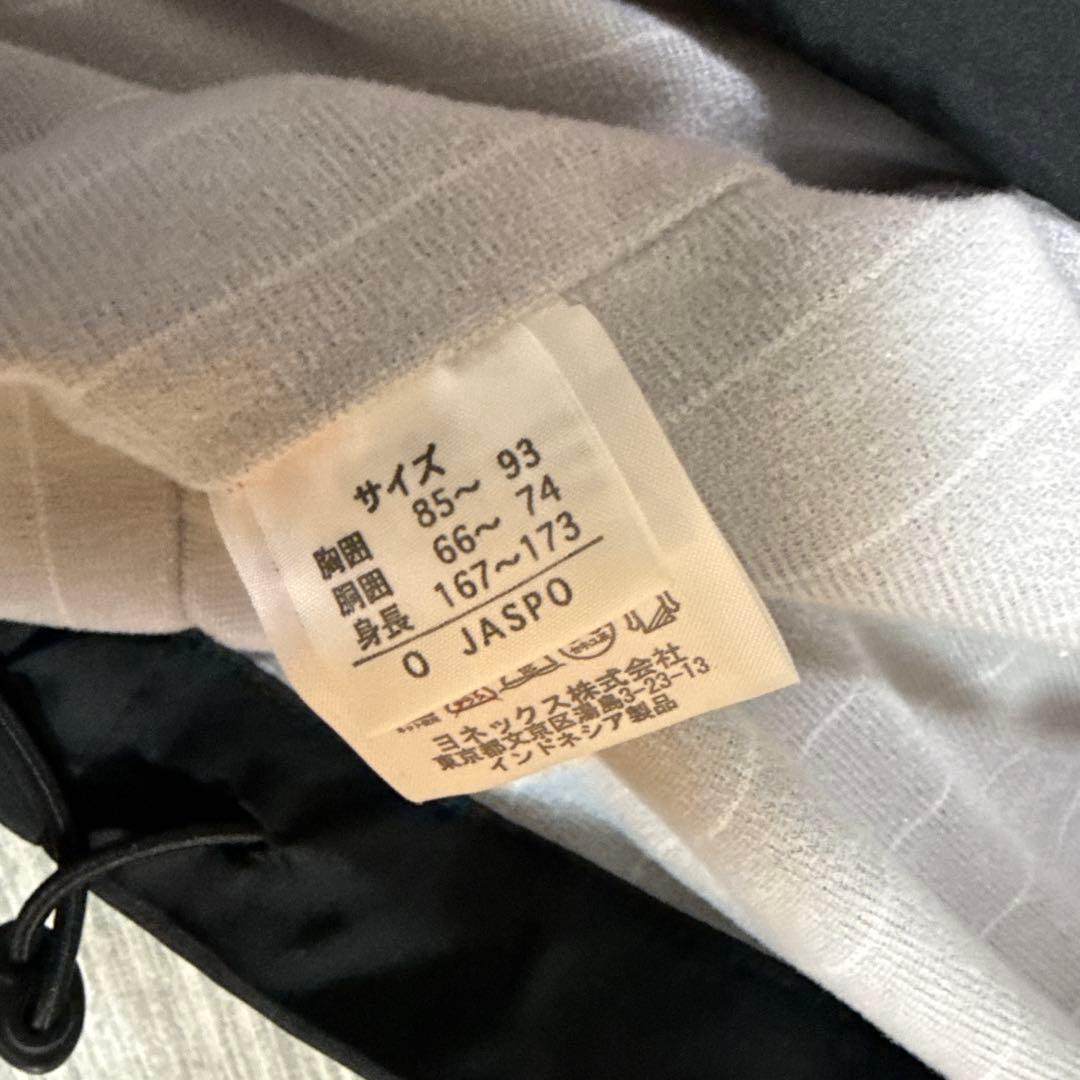 サイズ
胸囲 85～ 93
胴囲 66～ 74
身長 167～173
O JASPO
ヨネックス株式会社
東京都文京区湯島3-23-13
インドネシア製品